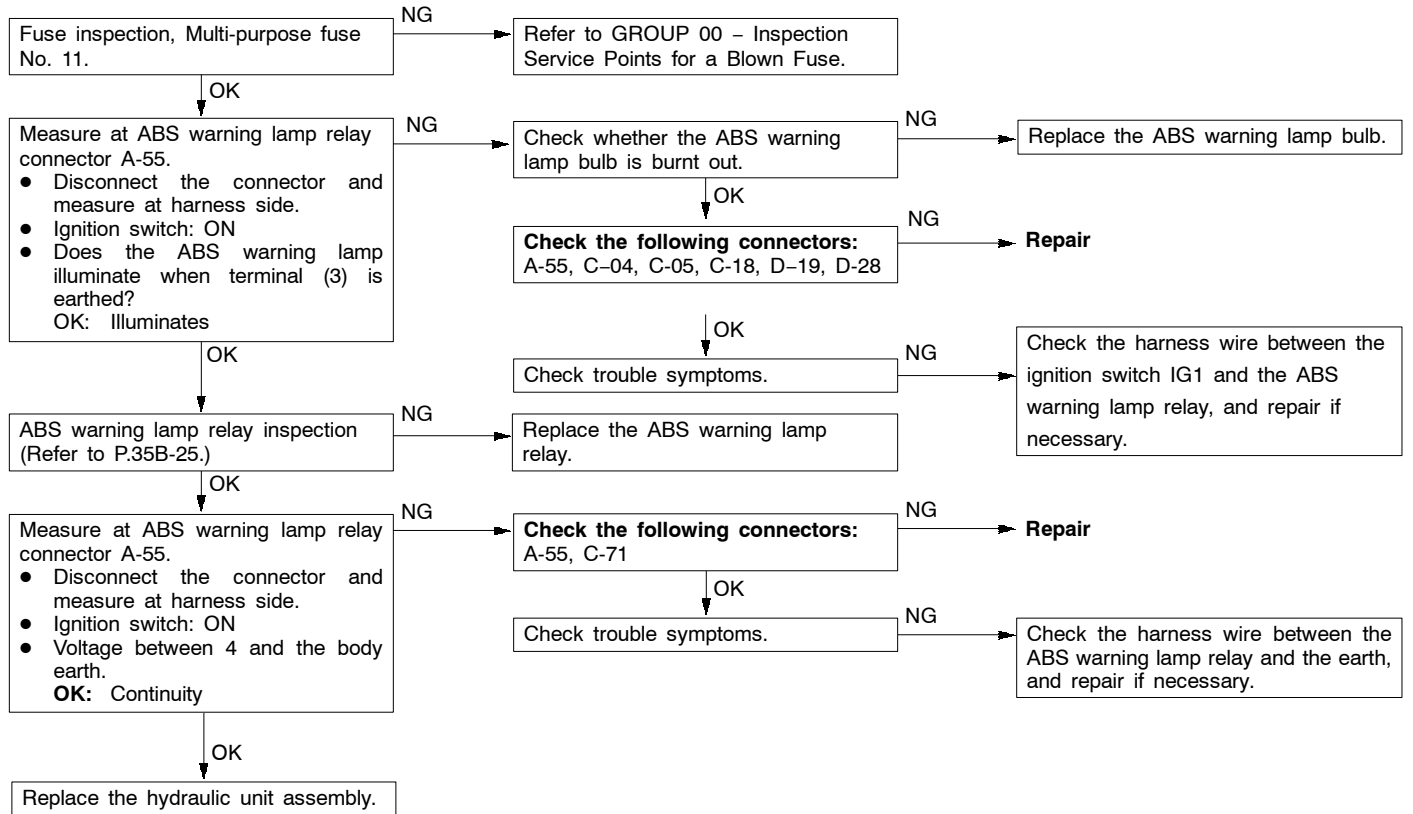 Fuse inspection, Multi-purpose fuse
No. 11.
NG
Refer to GROUP 00 – Inspection
Service Points for a Blown Fuse.
OK
Measure at ABS warning lamp relay
connector A-55.
● Disconnect the connector and
measure at harness side.
● Ignition switch: ON
● Does the ABS warning lamp
illuminate when terminal (3) is
earthed?
OK: Illuminates
NG
Check whether the ABS warning
lamp bulb is burnt out.
NG
Replace the ABS warning lamp bulb.
OK
Check the following connectors:
A-55, C–04, C-05, C-18, D–19, D-28
NG
Repair
OK
Check trouble symptoms.
NG
Check the harness wire between the
ignition switch IG1 and the ABS
warning lamp relay, and repair if
necessary.
OK
ABS warning lamp relay inspection
(Refer to P.35B-25.)
NG
Replace the ABS warning lamp
relay.
OK
Measure at ABS warning lamp relay
connector A-55.
● Disconnect the connector and
measure at harness side.
● Ignition switch: ON
● Voltage between 4 and the body
earth.
OK: Continuity
NG
Check the following connectors:
A-55, C-71
NG
Repair
OK
Check trouble symptoms.
NG
Check the harness wire between the
ABS warning lamp relay and the earth,
and repair if necessary.
OK
Replace the hydraulic unit assembly.